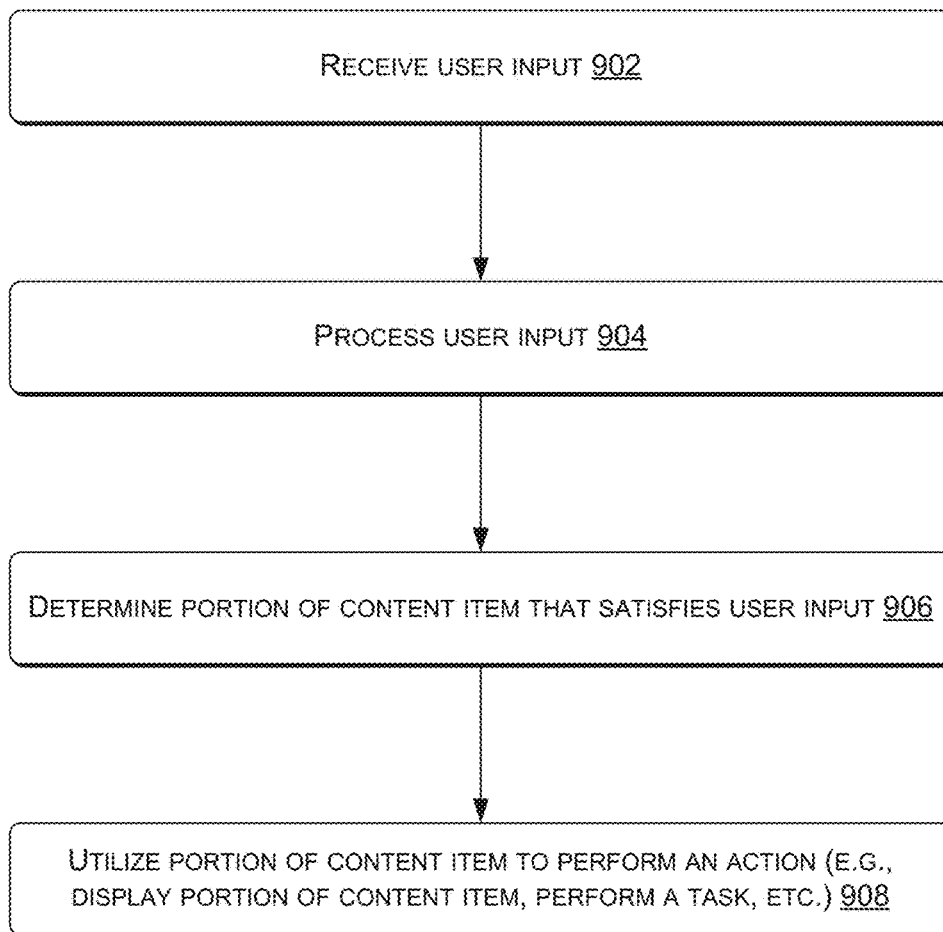 RECEIVE USER INPUT 902
PROCESS USER INPUT 904
DETERMINE PORTION OF CONTENT ITEM THAT SATISFIES USER INPUT 906
UTILIZE PORTION OF CONTENT ITEM TO PERFORM AN ACTION (E.G.,
DISPLAY PORTION OF CONTENT ITEM, PERFORM A TASK, ETC.) 908